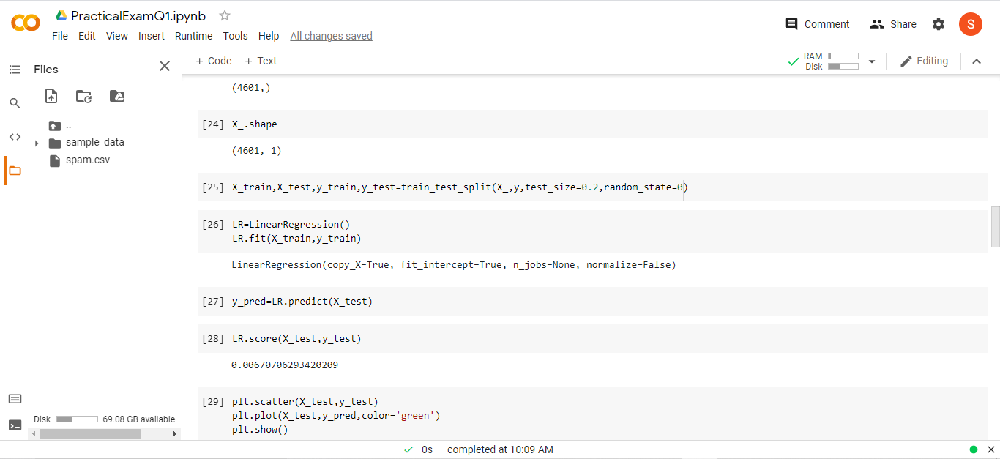 PracticalExamQ1.ipynb
File Edit View Insert Runtime Tools Help All changes saved
Comment
Share
S
Files
+ Code + Text
RAM
Disk
Editing
..
sample_data
spam.csv
(4601,)
[24] X_.shape
(4601, 1)
[25] X_train,X_test,y_train,y_test=train_test_split(X_,y,test_size=0.2,random_state=0)
[26] LR=LinearRegression()
LR.fit(X_train,y_train)
LinearRegression(copy_X=True, fit_intercept=True, n_jobs=None, normalize=False)
[27] y_pred=LR.predict(X_test)
[28] LR.score(X_test,y_test)
0.00670706293420209
[29] plt.scatter(X_test,y_test)
plt.plot(X_test,y_pred,color='green')
plt.show()
Disk 69.08 GB available
0s completed at 10:09 AM